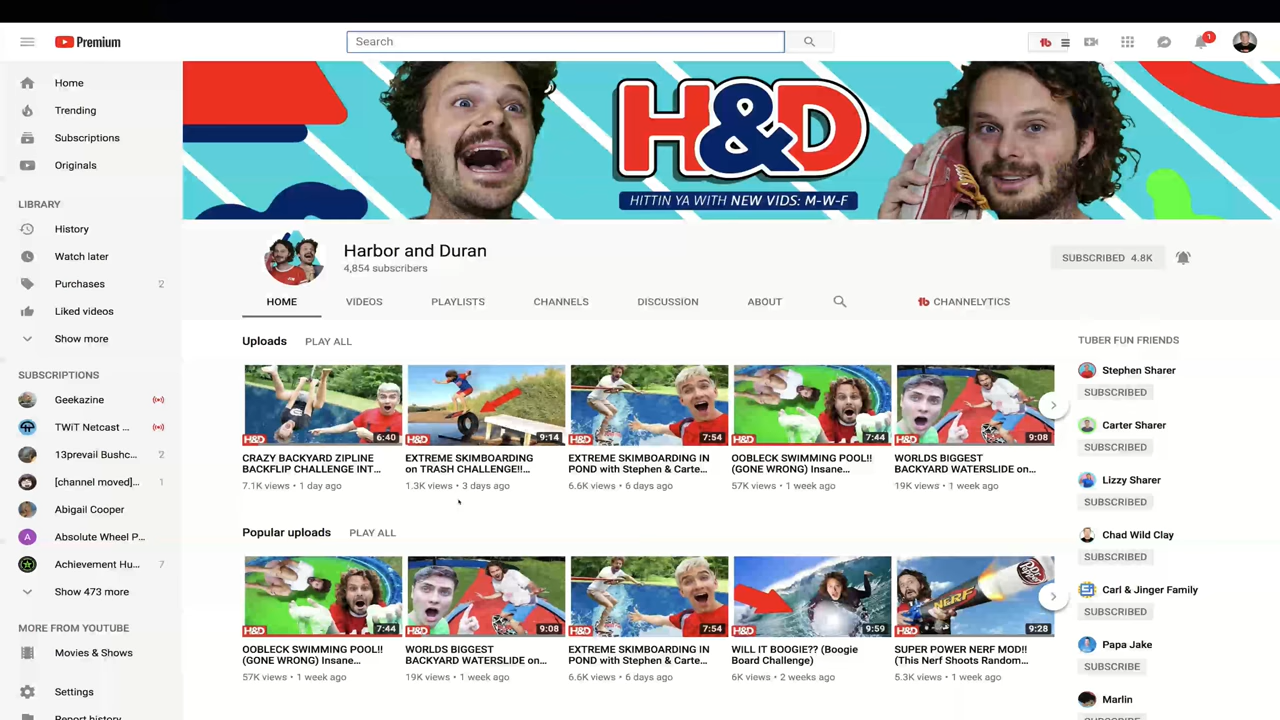 Premium
Search
1
Home
Trending
Subscriptions
Originals
LIBRARY
History
Watch later
Purchases 2
Liked videos
Show more
SUBSCRIPTIONS
Geekazine
TWiT Netcast ...
13prevail Bushc... 2
[channel moved]... 1
Abigail Cooper
A Absolute Wheel P...
Achievement Hu... 7
Show 473 more
MORE FROM YOUTUBE
Movies & Shows
Settings
Report history
H&D
HITTIN YA WITH NEW VIDS: M-W-F
Harbor and Duran
4,854 subscribers
SUBSCRIBED 4.8K
HOME VIDEOS PLAYLISTS CHANNELS DISCUSSION ABOUT tb CHANNELYTICS
Uploads PLAY ALL
H&D 6:40
CRAZY BACKYARD ZIPLINE
BACKFLIP CHALLENGE INT...
7.1K views • 1 day ago
H&D 9:14
EXTREME SKIMBOARDING
on TRASH CHALLENGE!!...
1.3K views • 3 days ago
H&D 7:54
EXTREME SKIMBOARDING IN
POND with Stephen & Carte...
6.6K views • 6 days ago
H&D 7:44
OOBLECK SWIMMING POOL!!
(GONE WRONG) Insane...
57K views • 1 week ago
H&D 9:08
WORLDS BIGGEST
BACKYARD WATERSLIDE on...
19K views • 1 week ago
Popular uploads PLAY ALL
H&D 7:44
OOBLECK SWIMMING POOL!!
(GONE WRONG) Insane...
57K views • 1 week ago
H&D 9:08
WORLDS BIGGEST
BACKYARD WATERSLIDE on...
19K views • 1 week ago
H&D 7:54
EXTREME SKIMBOARDING IN
POND with Stephen & Carte...
6.6K views • 6 days ago
H&D 9:59
WILL IT BOOGIE?? (Boogie
Board Challenge)
6K views • 2 weeks ago
NERF
Dr Pepper
H&D 9:28
SUPER POWER NERF MOD!!
(This Nerf Shoots Random...
5.3K views • 1 week ago
TUBER FUN FRIENDS
Stephen Sharer
SUBSCRIBED
Carter Sharer
SUBSCRIBED
Lizzy Sharer
SUBSCRIBED
Chad Wild Clay
SUBSCRIBED
Carl & Jinger Family
SUBSCRIBED
Papa Jake
SUBSCRIBE
Marlin